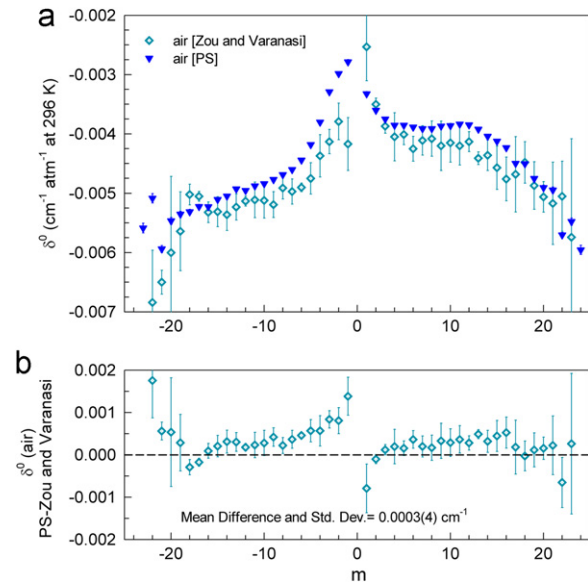 a
-0.002
-0.003
-0.004
-0.005
-0.006
-0.007
δ⁰ (cm⁻¹ atm⁻¹ at 296 K)
air [Zou and Varanasi]
air [PS]
-20
-10
0
10
20
b
0.002
0.001
0.000
-0.001
-0.002
δ⁰ (air)
PS-Zou and Varanasi
Mean Difference and Std. Dev.= 0.0003(4) cm⁻¹
-20
-10
0
10
20
m